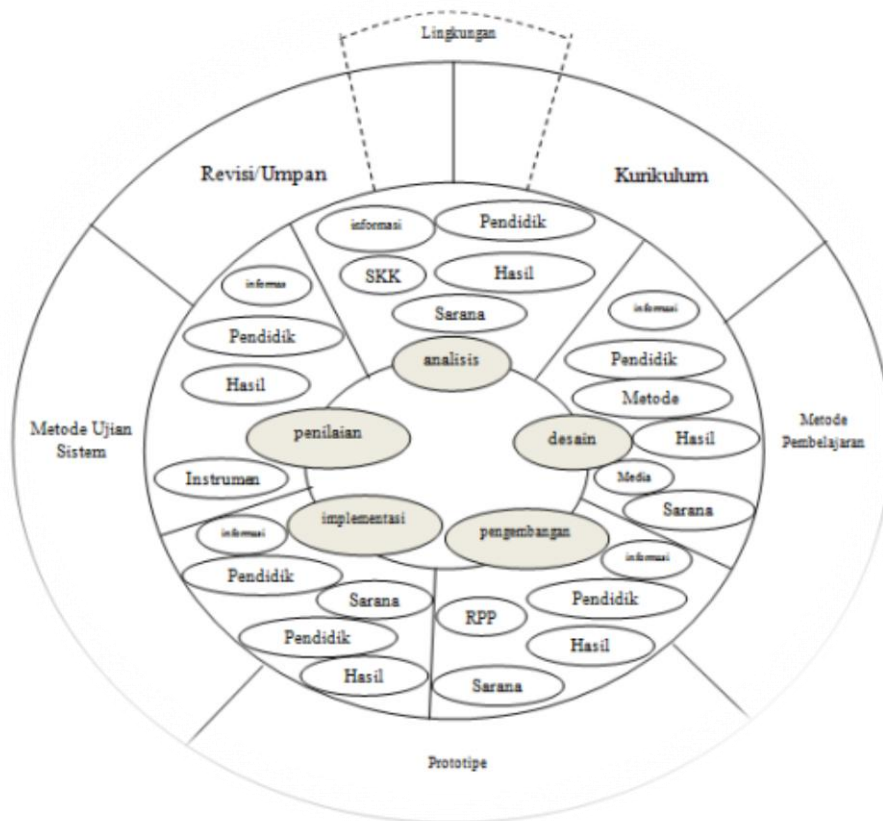 Lingkungan
Revisi/Umpan
Kurikulum
informasi
Pendidik
SKK
Hasil
Sarana
analisis
informas
Pendidik
Hasil
penilaian
Instrumen
Metode Ujian
Sistem
informasi
Pendidik
Metode
desain
Hasil
Media
Sarana
Metode
Pembelajaran
implementasi
informasi
Pendidik
Sarana
Pendidik
Hasil
pengembangan
informasi
Pendidik
RPP
Hasil
Sarana
Prototipe